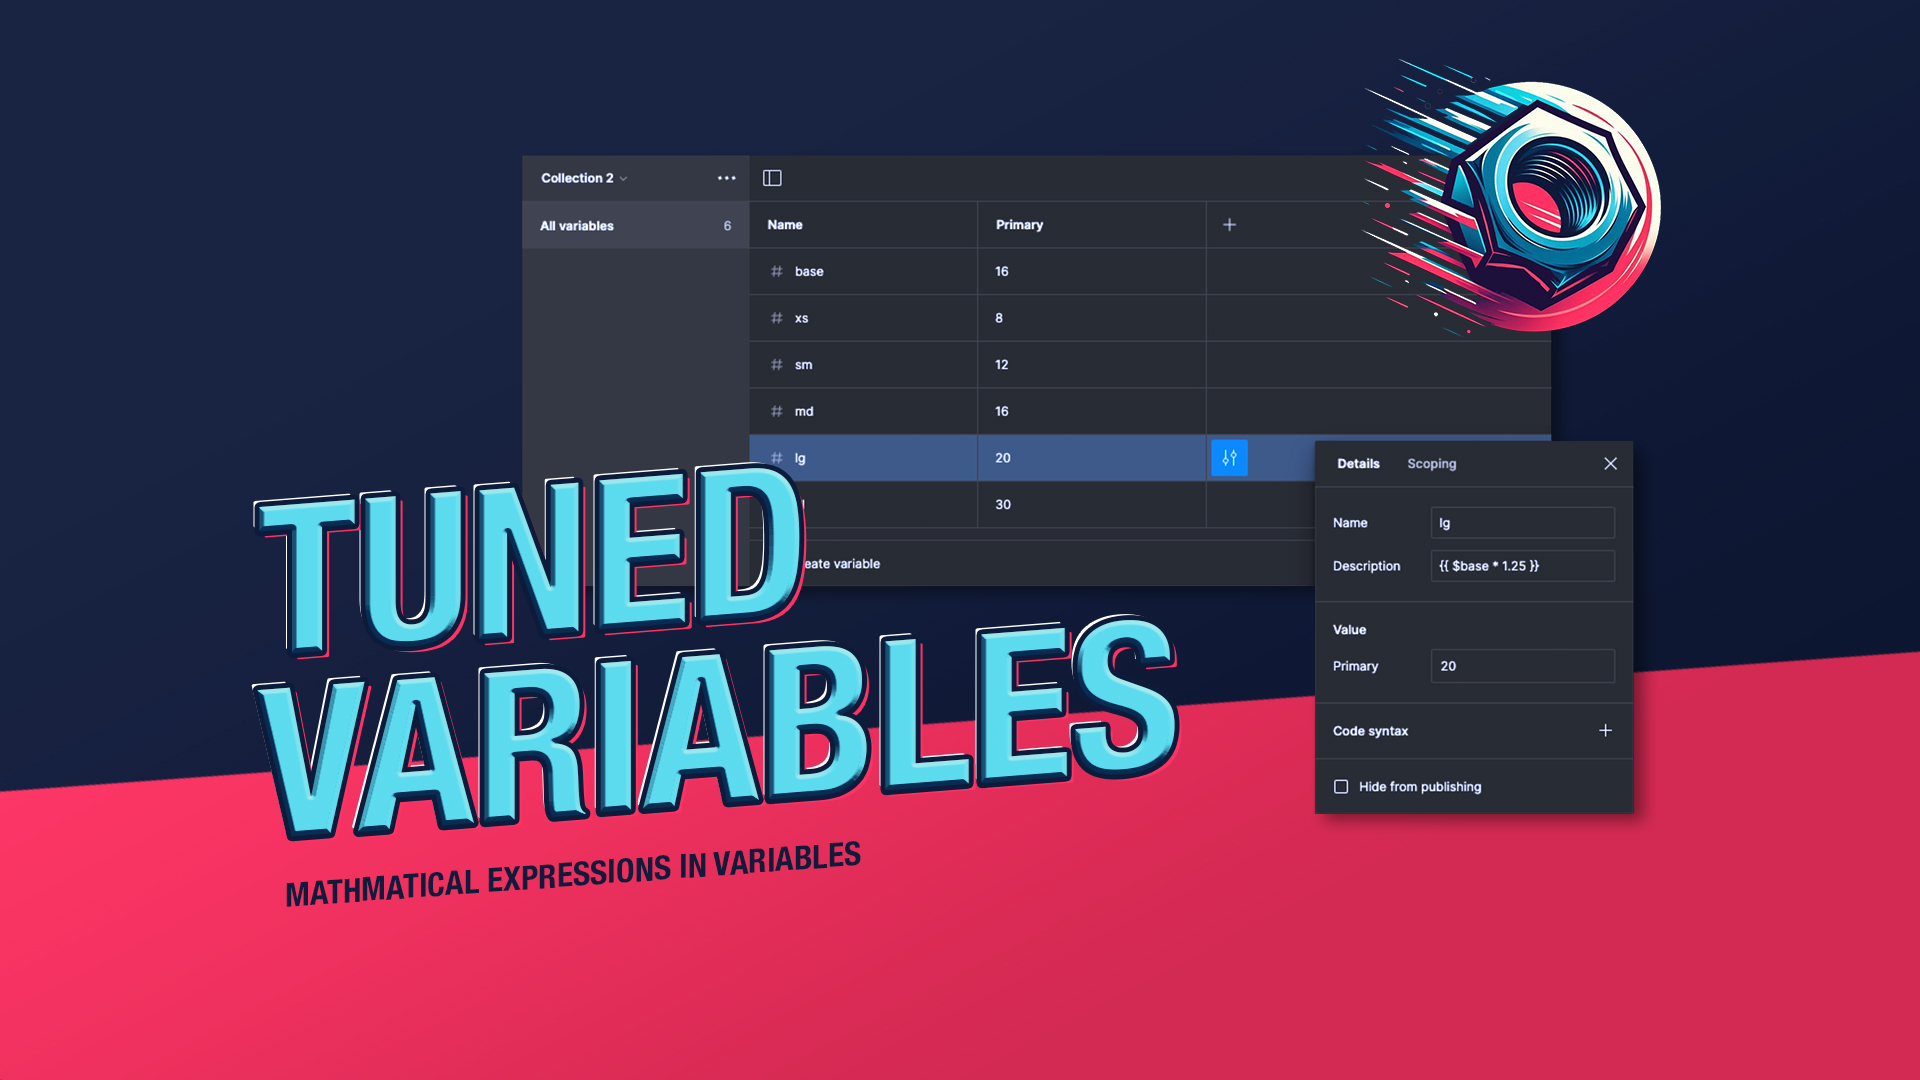 Collection 2
All variables 6
Name Primary
# base 16
# xs 8
# sm 12
# md 16
# lg 20
30
eate variable
Details Scoping
Name lg
Description {{ $base * 1.25 }}
Value
Primary 20
Code syntax
Hide from publishing
TUNED
VARIABLES
MATHMATICAL EXPRESSIONS IN VARIABLES